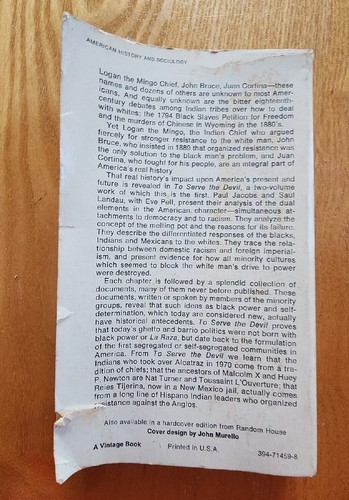 AMERICAN HISTORY AND SOCIOLOGY
Logan the Mingo Chief, John Bruce, Juan Cortina—these
names and dozens of others are unknown to most Amer-
icans. And equally unknown are the bitter eighteenth-
century debates among Indian tribes over how to deal
with whites; the 1794 Black Slaves Petition for Freedom
and the murders of Chinese in Wyoming in the 1880's.
Yet Logan the Mingo, the Indian Chief who argued
fiercely for stronger resistance to the white man, John
Bruce, who insisted in 1880 that organized resistance was
the only solution to the black man's problem, and Juan
Cortina, who fought for his people, are an integral part of
America's real history.
That real history's impact upon America's present and
future is revealed in To Serve the Devil, a two-volume
work of which this is the first. Paul Jacobs and Saul
Landau, with Eve Pell, present their analysis of the dual
elements in the American character—simultaneous at-
tachments to democracy and to racism. They analyze the
concept of the melting pot and the reasons for its failure.
They describe the differentiated responses of the blacks,
Indians and Mexicans to the whites. They trace the rela-
tionship between domestic racism and foreign imperial-
ism, and present evidence for how all minority cultures
which seemed to block the white man's drive to power
were destroyed.
Each chapter is followed by a splendid collection of
documents, many of them never before published. These
documents, written or spoken by members of the minority
groups, reveal that such ideas as black power and self-
determination, which today are considered new, actually
have historical antecedents. To Serve the Devil proves
that today's ghetto and barrio politics were not born with
black power or La Raza, but date back to the formulation
of the first segregated or self-segregated communities in
America. From To Serve the Devil we learn that the
Indians who took over Alcatraz in 1970 come from a tra-
dition of chiefs; that the ancestors of Malcolm X and Huey
P. Newton are Nat Turner and Toussaint L'Ouverture; that
Reies Tijerina, now in a New Mexico jail, actually comes
from a long line of Hispano Indian leaders who organized
resistance against the Anglos.
Also available in a hardcover edition from Random House
Cover design by John Murello
A Vintage Book Printed in U.S.A. 394-71459-8